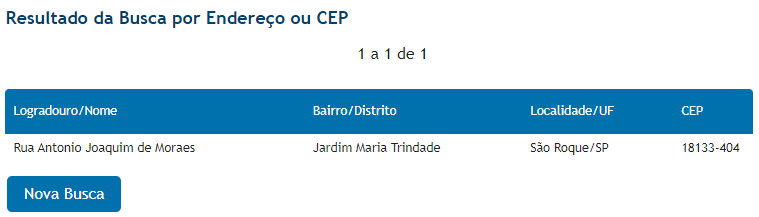 Resultado da Busca por Endereço ou CEP
1 a 1 de 1
Logradouro/Nome Bairro/Distrito Localidade/UF CEP
Rua Antonio Joaquim de Moraes Jardim Maria Trindade São Roque/SP 18133-404
Nova Busca